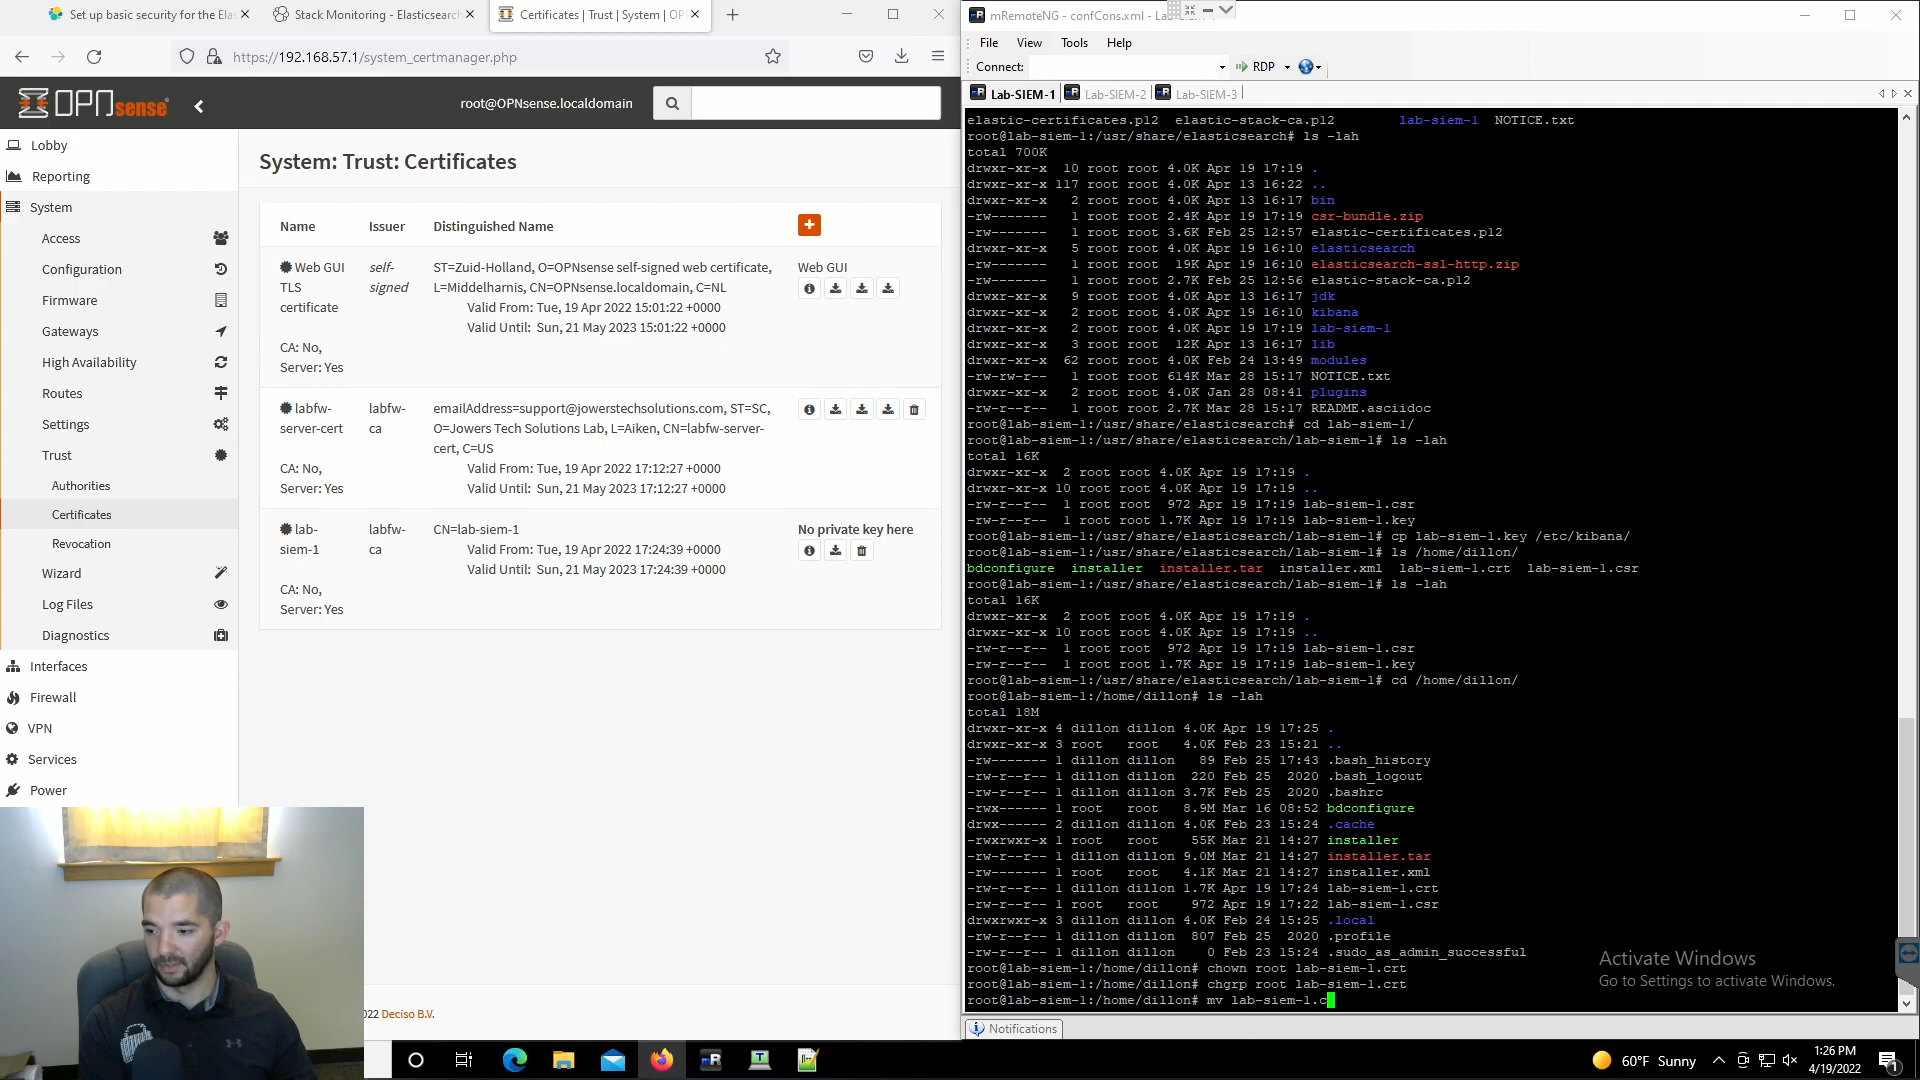 Set up basic security for the Elas
Stack Monitoring - Elasticsearch
Certificates | Trust | System | OP
https://192.168.57.1/system_certmanager.php
OPNsense
root@OPNsense.localdomain
Lobby
Reporting
System
Access
Configuration
Firmware
Gateways
High Availability
Routes
Settings
Trust
Authorities
Certificates
Revocation
Wizard
Log Files
Diagnostics
Interfaces
Firewall
VPN
Services
Power
System: Trust: Certificates
Name Issuer Distinguished Name
Web GUI TLS certificate
CA: No, Server: Yes
self-signed
ST=Zuid-Holland, O=OPNsense self-signed web certificate,
L=Middelharnis, CN=OPNsense.localdomain, C=NL
Valid From: Tue, 19 Apr 2022 15:01:22 +0000
Valid Until: Sun, 21 May 2023 15:01:22 +0000
Web GUI
labfw-server-cert
CA: No, Server: Yes
labfw-ca
emailAddress=support@jowerstechsolutions.com, ST=SC,
O=Jowers Tech Solutions Lab, L=Aiken, CN=labfw-server-
cert, C=US
Valid From: Tue, 19 Apr 2022 17:12:27 +0000
Valid Until: Sun, 21 May 2023 17:12:27 +0000
lab-siem-1
CA: No, Server: Yes
labfw-ca
CN=lab-siem-1
Valid From: Tue, 19 Apr 2022 17:24:39 +0000
Valid Until: Sun, 21 May 2023 17:24:39 +0000
No private key here
2022 Deciso B.V.
mRemoteNG - confCons.xml - Lab-SIEM-1
File View Tools Help
Connect: RDP
Lab-SIEM-1 Lab-SIEM-2 Lab-SIEM-3
elastic-certificates.p12 elastic-stack-ca.p12 lab-siem-1 NOTICE.txt
root@lab-siem-1:/usr/share/elasticsearch# ls -lah
total 700K
drwxr-xr-x 10 root root 4.0K Apr 19 17:19 .
drwxr-xr-x 117 root root 4.0K Apr 13 16:22 ..
drwxr-xr-x 2 root root 4.0K Apr 13 16:17 bin
-rw------- 1 root root 2.4K Apr 19 17:19 csr-bundle.zip
-rw------- 1 root root 3.6K Feb 25 12:57 elastic-certificates.p12
drwxr-xr-x 5 root root 4.0K Apr 19 16:10 elasticsearch
-rw------- 1 root root 19K Apr 19 16:10 elasticsearch-ssl-http.zip
-rw------- 1 root root 2.7K Feb 25 12:56 elastic-stack-ca.p12
drwxr-xr-x 9 root root 4.0K Apr 13 16:17 jdk
drwxr-xr-x 2 root root 4.0K Apr 19 16:10 kibana
drwxr-xr-x 2 root root 4.0K Apr 19 17:19 lab-siem-1
drwxr-xr-x 3 root root 12K Apr 13 16:17 lib
drwxr-xr-x 62 root root 4.0K Feb 24 13:49 modules
-rw-rw-r-- 1 root root 614K Mar 28 15:17 NOTICE.txt
drwxr-xr-x 2 root root 4.0K Jan 28 08:41 plugins
-rw-r--r-- 1 root root 2.7K Mar 28 15:17 README.asciidoc
root@lab-siem-1:/usr/share/elasticsearch# cd lab-siem-1/
root@lab-siem-1:/usr/share/elasticsearch/lab-siem-1# ls -lah
total 16K
drwxr-xr-x 2 root root 4.0K Apr 19 17:19 .
drwxr-xr-x 10 root root 4.0K Apr 19 17:19 ..
-rw-r--r-- 1 root root 972 Apr 19 17:19 lab-siem-1.csr
-rw-r--r-- 1 root root 1.7K Apr 19 17:19 lab-siem-1.key
root@lab-siem-1:/usr/share/elasticsearch/lab-siem-1# cp lab-siem-1.key /etc/kibana/
root@lab-siem-1:/usr/share/elasticsearch/lab-siem-1# ls /home/dillon/
bdconfigure installer installer.tar installer.xml lab-siem-1.crt lab-siem-1.csr
root@lab-siem-1:/usr/share/elasticsearch/lab-siem-1# ls -lah
total 16K
drwxr-xr-x 2 root root 4.0K Apr 19 17:19 .
drwxr-xr-x 10 root root 4.0K Apr 19 17:19 ..
-rw-r--r-- 1 root root 972 Apr 19 17:19 lab-siem-1.csr
-rw-r--r-- 1 root root 1.7K Apr 19 17:19 lab-siem-1.key
root@lab-siem-1:/usr/share/elasticsearch/lab-siem-1# cd /home/dillon/
root@lab-siem-1:/home/dillon# ls -lah
total 18M
drwxr-xr-x 4 dillon dillon 4.0K Apr 19 17:25 .
drwxr-xr-x 3 root root 4.0K Feb 23 15:21 ..
-rw------- 1 dillon dillon 89 Feb 25 17:43 .bash_history
-rw-r--r-- 1 dillon dillon 220 Feb 25 2020 .bash_logout
-rw-r--r-- 1 dillon dillon 3.7K Feb 25 2020 .bashrc
-rwx------ 1 root root 8.9M Mar 16 08:52 bdconfigure
drwx------ 2 dillon dillon 4.0K Feb 23 15:24 .cache
-rwxrwxr-x 1 root root 55K Mar 21 14:27 installer
-rw-r--r-- 1 dillon dillon 9.0M Mar 21 14:27 installer.tar
-rw-r--r-- 1 root root 4.1K Mar 21 14:27 installer.xml
-rw-r--r-- 1 dillon dillon 1.7K Apr 19 17:24 lab-siem-1.crt
-rw-r--r-- 1 root root 972 Apr 19 17:22 lab-siem-1.csr
drwxrwxr-x 3 dillon dillon 4.0K Feb 24 15:25 .local
-rw-r--r-- 1 dillon dillon 807 Feb 25 2020 .profile
-rw-r--r-- 1 dillon dillon 0 Feb 23 15:24 .sudo_as_admin_successful
root@lab-siem-1:/home/dillon# chown root lab-siem-1.crt
root@lab-siem-1:/home/dillon# chgrp root lab-siem-1.crt
root@lab-siem-1:/home/dillon# mv lab-siem-1.c
Activate Windows
Go to Settings to activate Windows.
Notifications
60°F Sunny
1:26 PM
4/19/2022